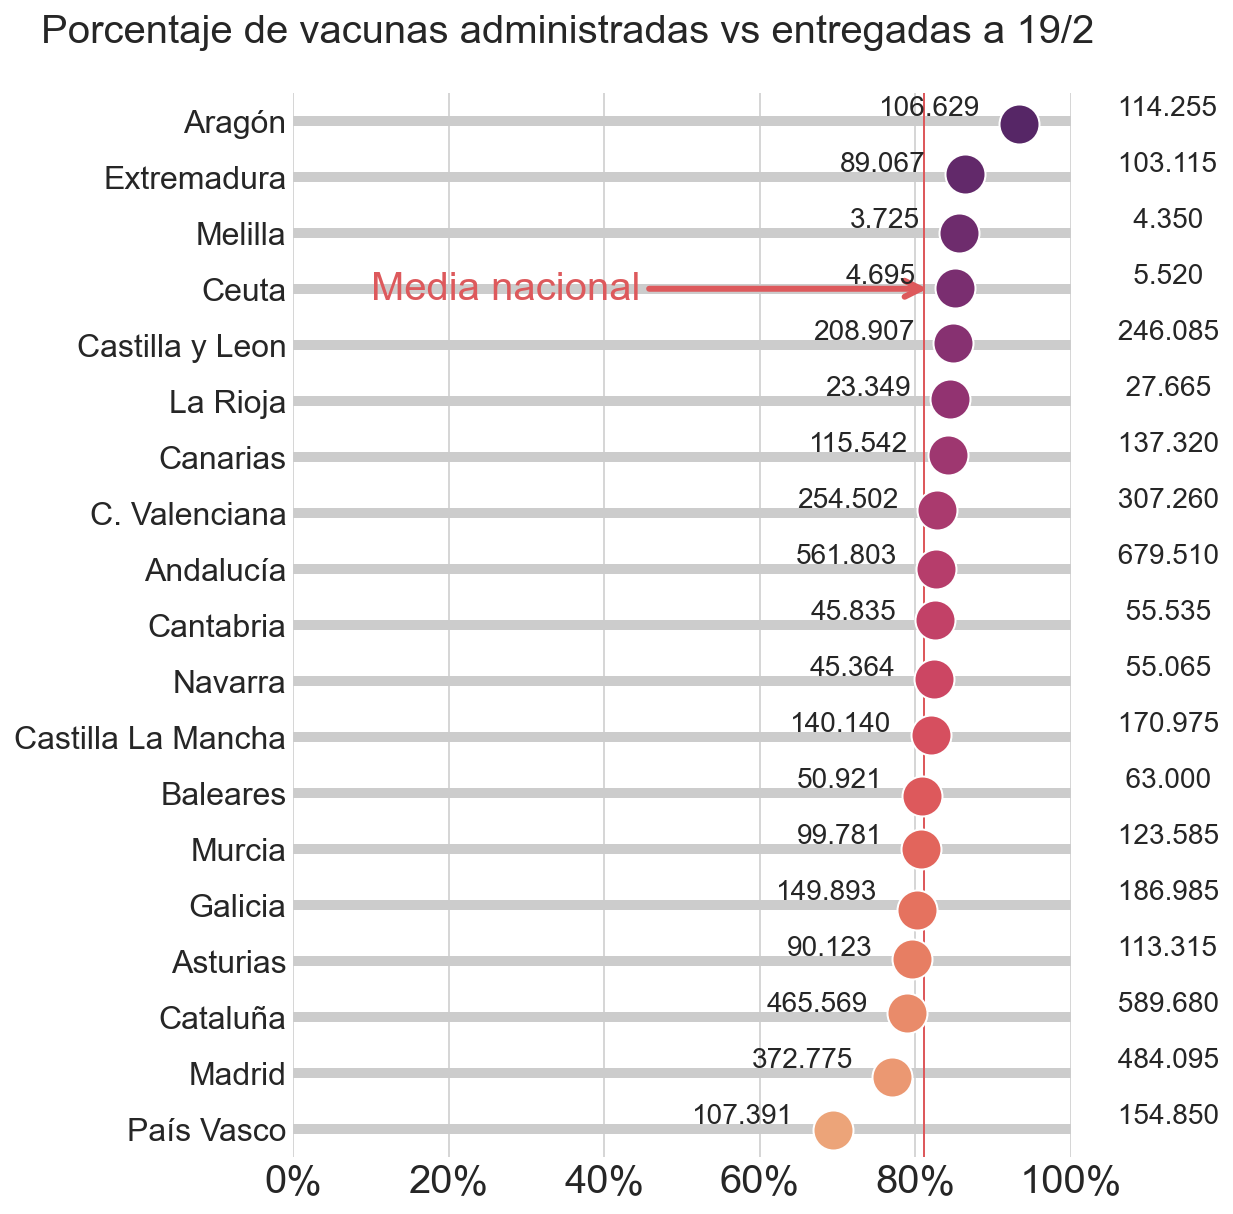 Porcentaje de vacunas administradas vs entregadas a 19/2
Aragón 106.629 114.255
Extremadura 89.067 103.115
Melilla 3.725 4.350
Ceuta Media nacional 4.695 5.520
Castilla y Leon 208.907 246.085
La Rioja 23.349 27.665
Canarias 115.542 137.320
C. Valenciana 254.502 307.260
Andalucía 561.803 679.510
Cantabria 45.835 55.535
Navarra 45.364 55.065
Castilla La Mancha 140.140 170.975
Baleares 50.921 63.000
Murcia 99.781 123.585
Galicia 149.893 186.985
Asturias 90.123 113.315
Cataluña 465.569 589.680
Madrid 372.775 484.095
País Vasco 107.391 154.850
0% 20% 40% 60% 80% 100%